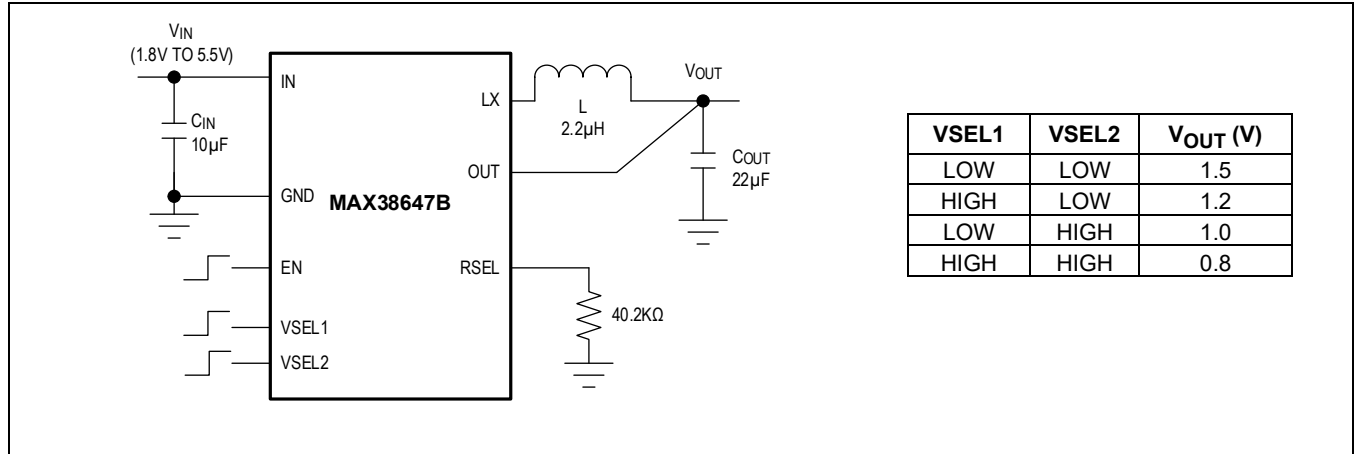 VIN
(1.8V TO 5.5V)
IN
CIN
10µF
GND
MAX38647B
EN
VSEL1
VSEL2
LX
OUT
RSEL
L
2.2µH
VOUT
COUT
22µF
40.2KΩ
VSEL1 VSEL2 VOUT (V)
LOW LOW 1.5
HIGH LOW 1.2
LOW HIGH 1.0
HIGH HIGH 0.8